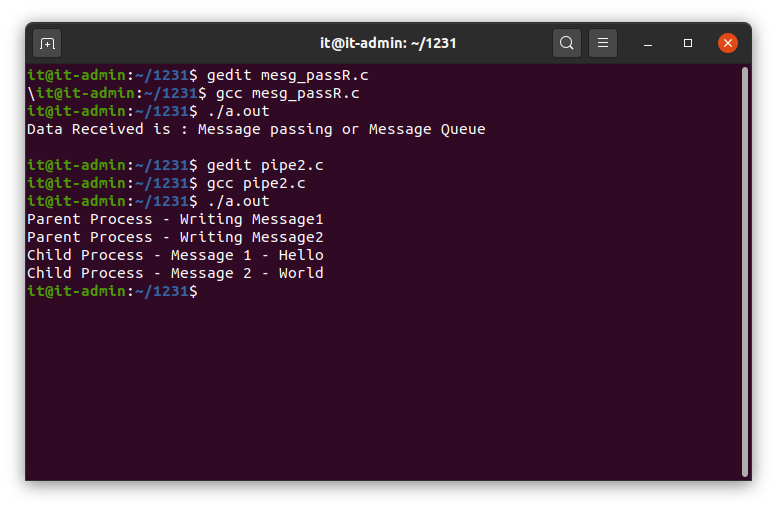 it@it-admin: ~/1231
it@it-admin:~/1231$ gedit mesg_passR.c
\it@it-admin:~/1231$ gcc mesg_passR.c
it@it-admin:~/1231$ ./a.out
Data Received is : Message passing or Message Queue
it@it-admin:~/1231$ gedit pipe2.c
it@it-admin:~/1231$ gcc pipe2.c
it@it-admin:~/1231$ ./a.out
Parent Process - Writing Message1
Parent Process - Writing Message2
Child Process - Message 1 - Hello
Child Process - Message 2 - World
it@it-admin:~/1231$